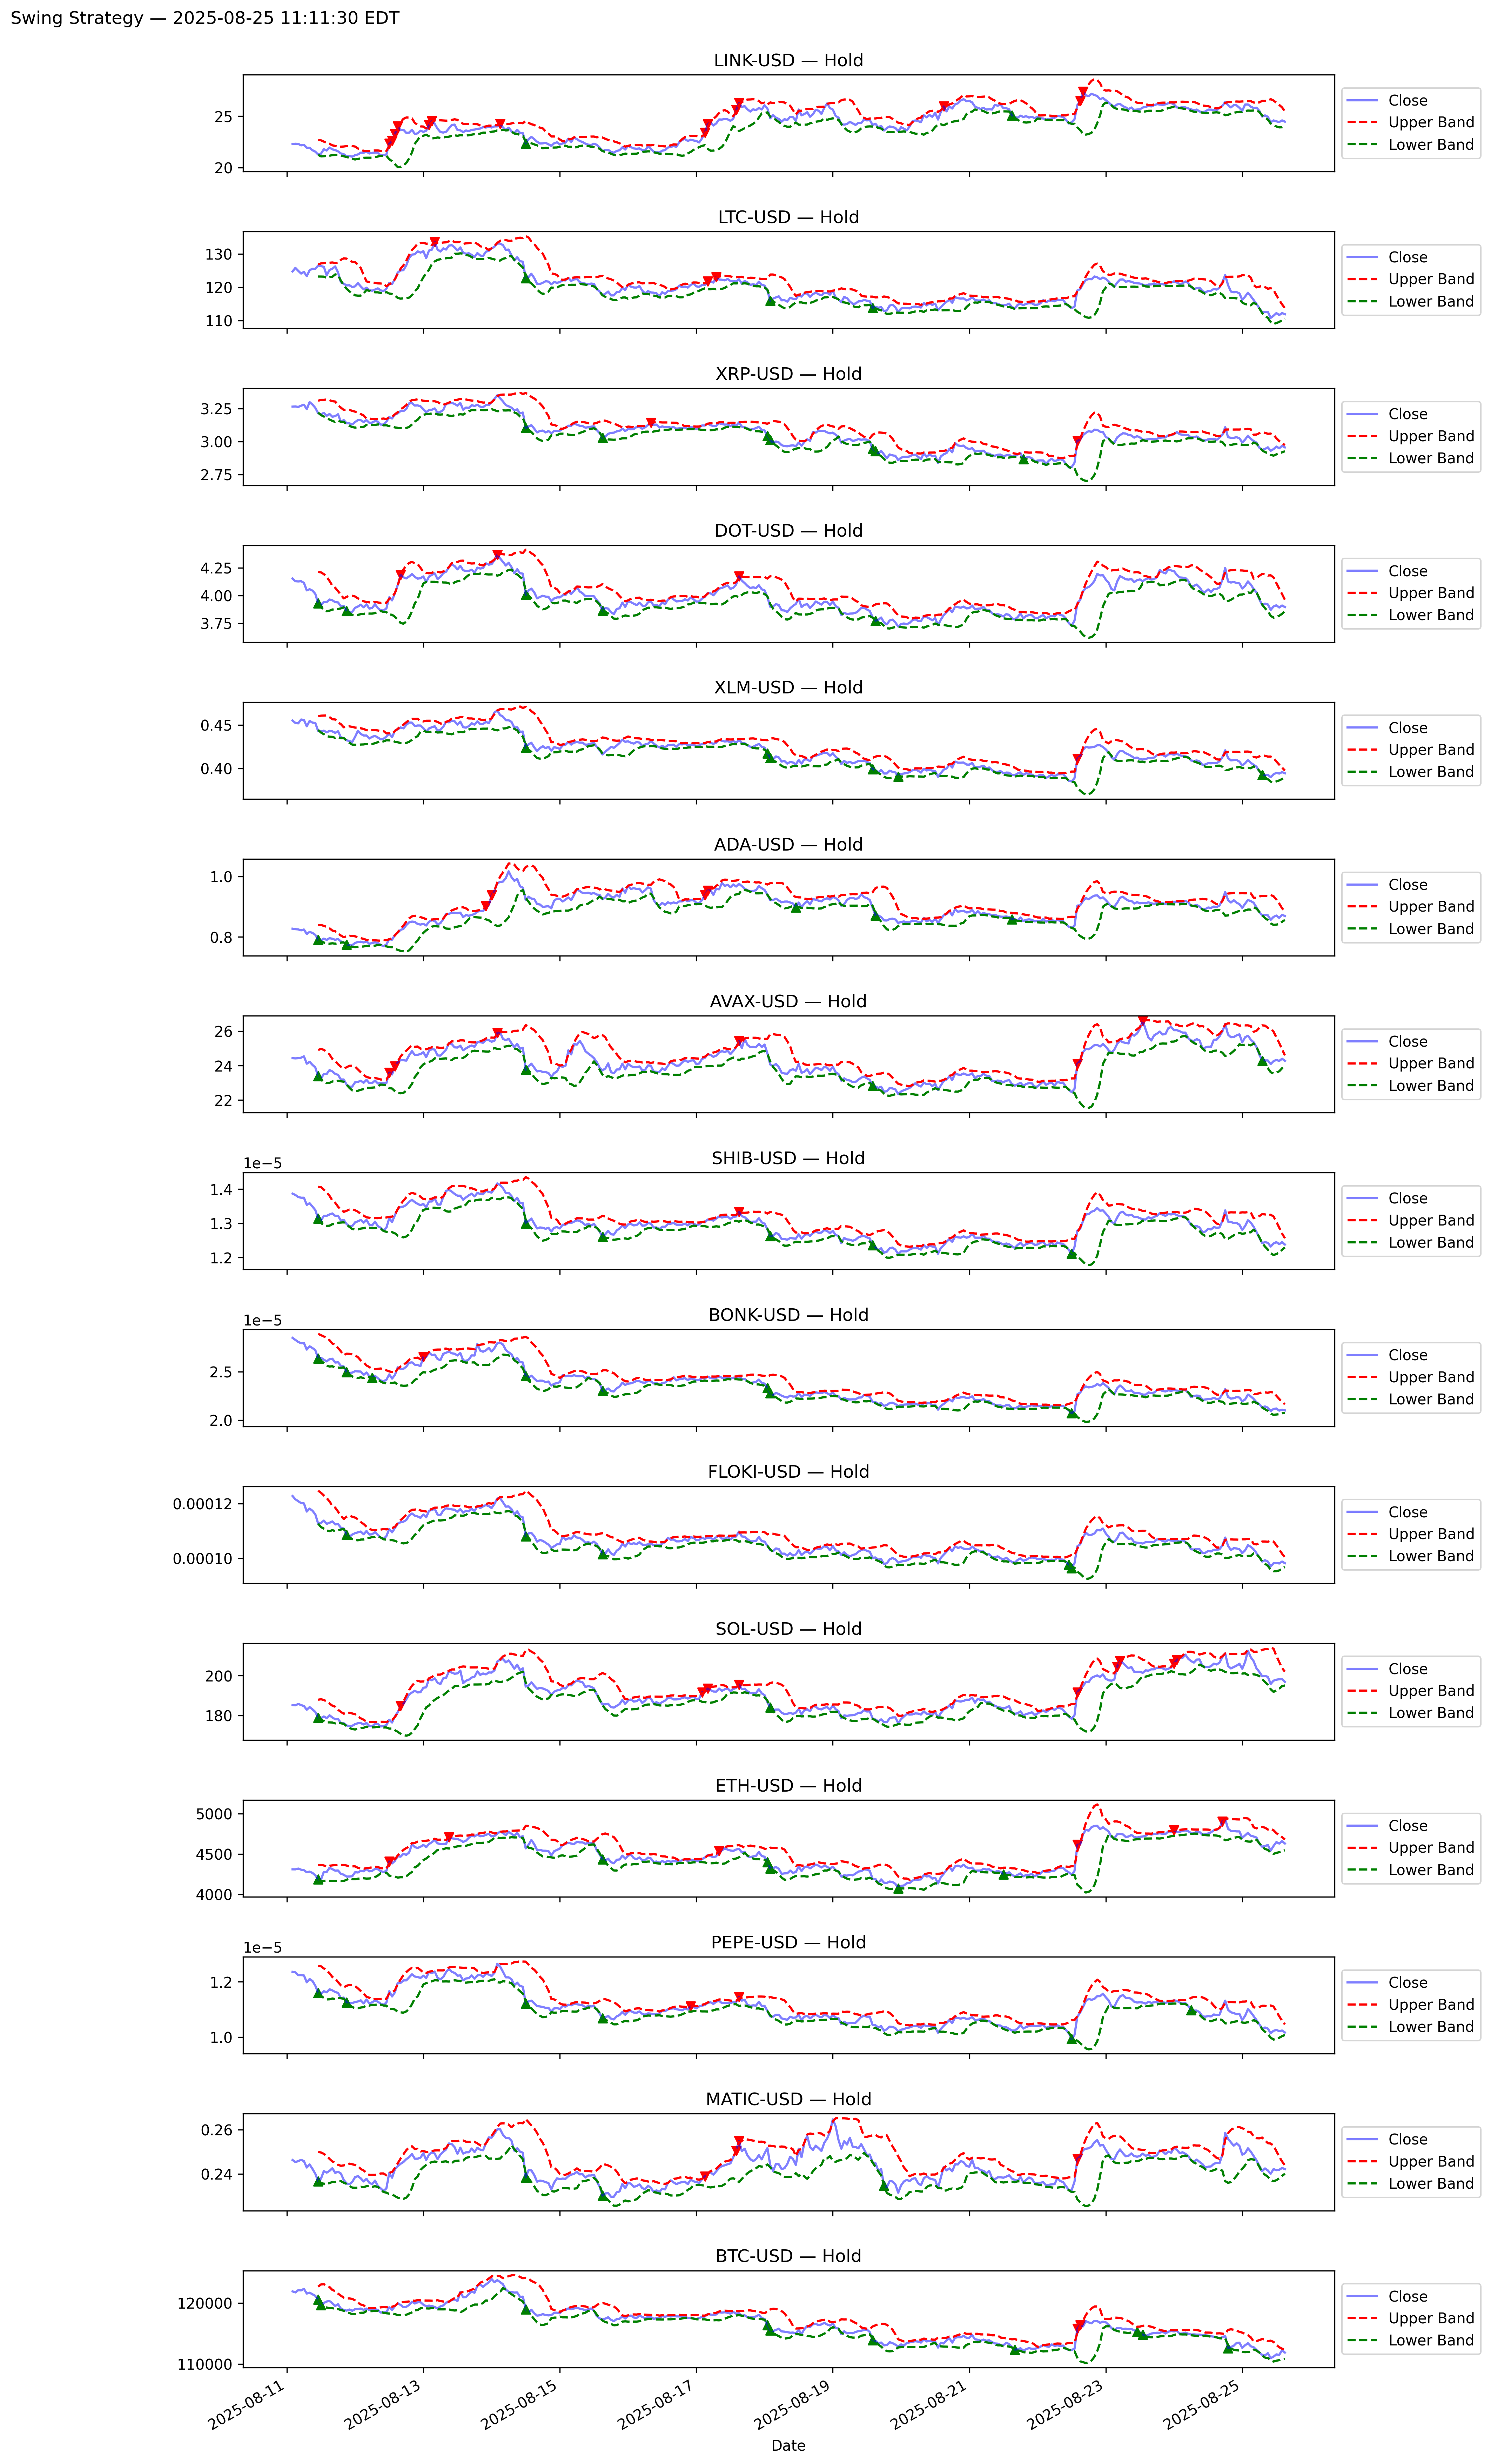 Swing Strategy — 2025-08-25 11:11:30 EDT
LINK-USD — Hold
25
20
Close
Upper Band
Lower Band
LTC-USD — Hold
130
120
110
Close
Upper Band
Lower Band
XRP-USD — Hold
3.25
3.00
2.75
Close
Upper Band
Lower Band
DOT-USD — Hold
4.25
4.00
3.75
Close
Upper Band
Lower Band
XLM-USD — Hold
0.45
0.40
Close
Upper Band
Lower Band
ADA-USD — Hold
1.0
0.8
Close
Upper Band
Lower Band
AVAX-USD — Hold
26
24
22
Close
Upper Band
Lower Band
SHIB-USD — Hold
1e−5
1.4
1.3
1.2
Close
Upper Band
Lower Band
BONK-USD — Hold
1e−5
2.5
2.0
Close
Upper Band
Lower Band
FLOKI-USD — Hold
0.00012
0.00010
Close
Upper Band
Lower Band
SOL-USD — Hold
200
180
Close
Upper Band
Lower Band
ETH-USD — Hold
5000
4500
4000
Close
Upper Band
Lower Band
PEPE-USD — Hold
1e−5
1.2
1.0
Close
Upper Band
Lower Band
MATIC-USD — Hold
0.26
0.24
Close
Upper Band
Lower Band
BTC-USD — Hold
120000
110000
Close
Upper Band
Lower Band
2025-08-11
2025-08-13
2025-08-15
2025-08-17
2025-08-19
2025-08-21
2025-08-23
2025-08-25
Date